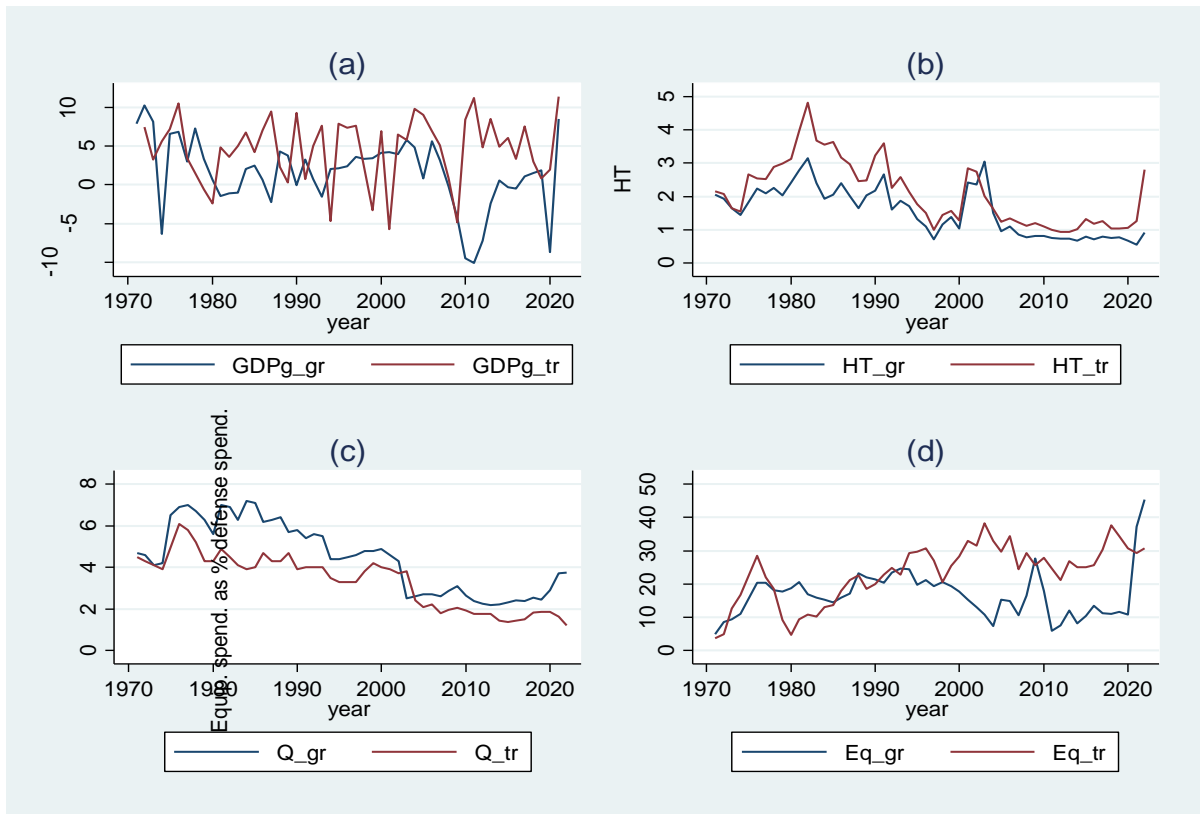 (a)
10
5
0
-5
-10
1970 1980 1990 2000 2010 2020
year
GDPg_gr GDPg_tr
(b)
HT
5
4
3
2
1
0
1970 1980 1990 2000 2010 2020
year
HT_gr HT_tr
(c)
Equip. spend. as % defense spend.
8
6
4
2
0
1970 1980 1990 2000 2010 2020
year
Q_gr Q_tr
(d)
50
40
30
20
10
0
1970 1980 1990 2000 2010 2020
year
Eq_gr Eq_tr